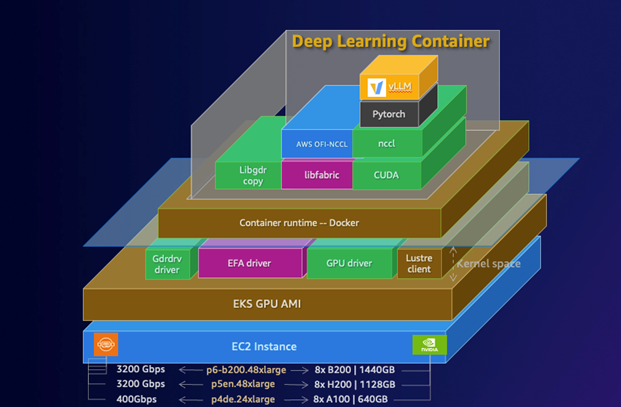 Deep Learning Container
vLLM
Pytorch
AWS OFI-NCCL
nccl
Libgdr
copy
libfabric
CUDA
Container runtime -- Docker
Gdrdrv
driver
EFA driver
GPU driver
Lustre
client
Kernel space
EKS GPU AMI
EC2 Instance
NVIDIA
3200 Gbps p6-b200.48xlarge 8x B200 | 1440GB
3200 Gbps p5en.48xlarge 8x H200 | 1128GB
400Gbps p4de.24xlarge 8x A100 | 640GB